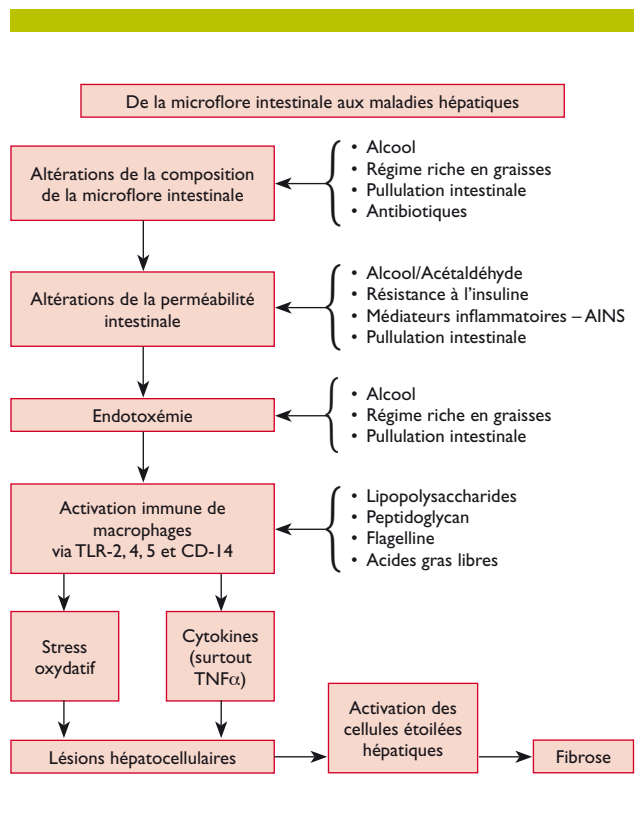 De la microflore intestinale aux maladies hépatiques
Altérations de la composition
de la microflore intestinale
• Alcool
• Régime riche en graisses
• Pullulation intestinale
• Antibiotiques
Altérations de la perméabilité
intestinale
• Alcool/Acétaldéhyde
• Résistance à l'insuline
• Médiateurs inflammatoires – AINS
• Pullulation intestinale
Endotoxémie
• Alcool
• Régime riche en graisses
• Pullulation intestinale
Activation immune de
macrophages
via TLR-2, 4, 5 et CD-14
• Lipopolysaccharides
• Peptidoglycan
• Flagelline
• Acides gras libres
Stress
oxydatif
Cytokines
(surtout
TNFα)
Lésions hépatocellulaires
Activation des
cellules étoilées
hépatiques
Fibrose